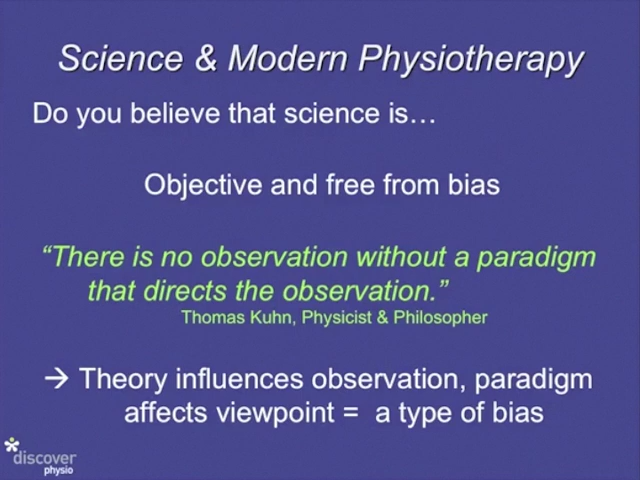 Science & Modern Physiotherapy
Do you believe that science is…
Objective and free from bias
“There is no observation without a paradigm
that directs the observation.”
Thomas Kuhn, Physicist & Philosopher
→ Theory influences observation, paradigm
affects viewpoint = a type of bias
*discover
physio